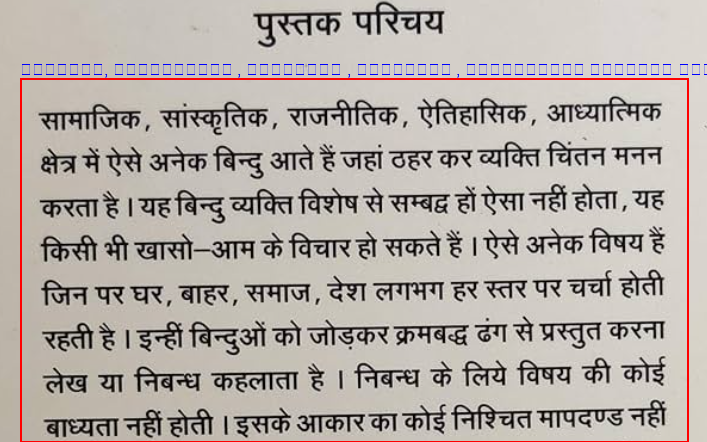 पुस्तक परिचय
सामाजिक, सांस्कृतिक, राजनीतिक, ऐतिहासिक, आध्यात्मिक
क्षेत्र में ऐसे अनेक बिन्दु आते हैं जहां ठहर कर व्यक्ति चिंतन मनन
करता है। यह बिन्दु व्यक्ति विशेष से सम्बद्व हों ऐसा नहीं होता, यह
किसी भी खासो–आम के विचार हो सकते हैं। ऐसे अनेक विषय हैं
जिन पर घर, बाहर, समाज, देश लगभग हर स्तर पर चर्चा होती
रहती है। इन्हीं बिन्दुओं को जोड़कर क्रमबद्ध ढंग से प्रस्तुत करना
लेख या निबन्ध कहलाता है । निबन्ध के लिये विषय की कोई
बाध्यता नहीं होती। इसके आकार का कोई निश्चित मापदण्ड नहीं